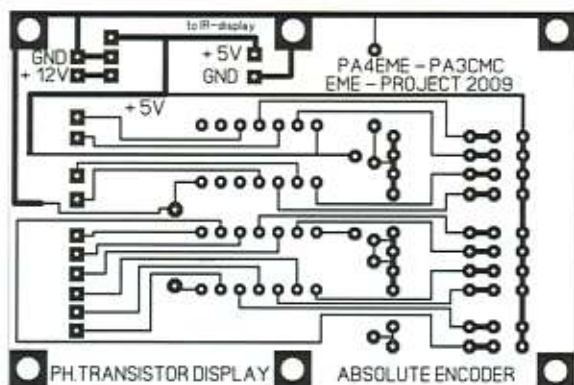 to IR-display
GND
+ 12V
+ 5V
GND
PA4EME - PA3CMC
EME - PROJECT 2009
+ 5V
PH.TRANSISTOR DISPLAY
ABSOLUTE ENCODER